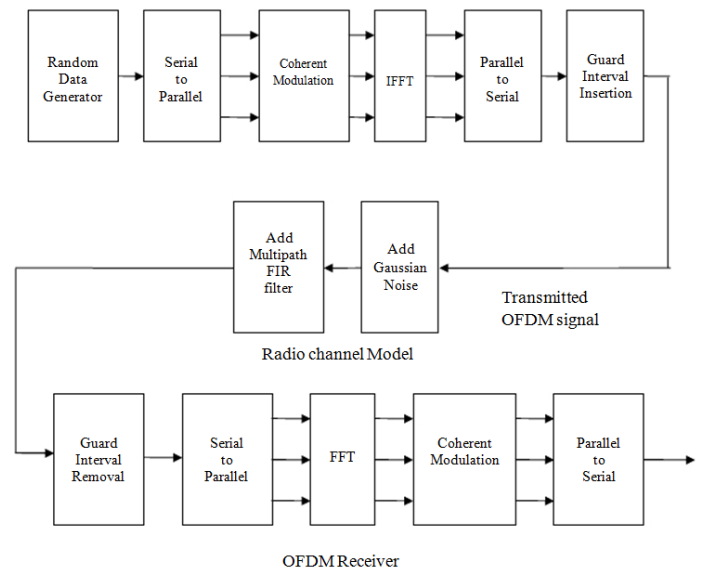 Random
Data
Generator
Serial
to
Parallel
Coherent
Modulation
IFFT
Parallel
to
Serial
Guard
Interval
Insertion
Add
Multipath
FIR
filter
Add
Gaussian
Noise
Transmitted
OFDM signal
Radio channel Model
Guard
Interval
Removal
Serial
to
Parallel
FFT
Coherent
Modulation
Parallel
to
Serial
OFDM Receiver